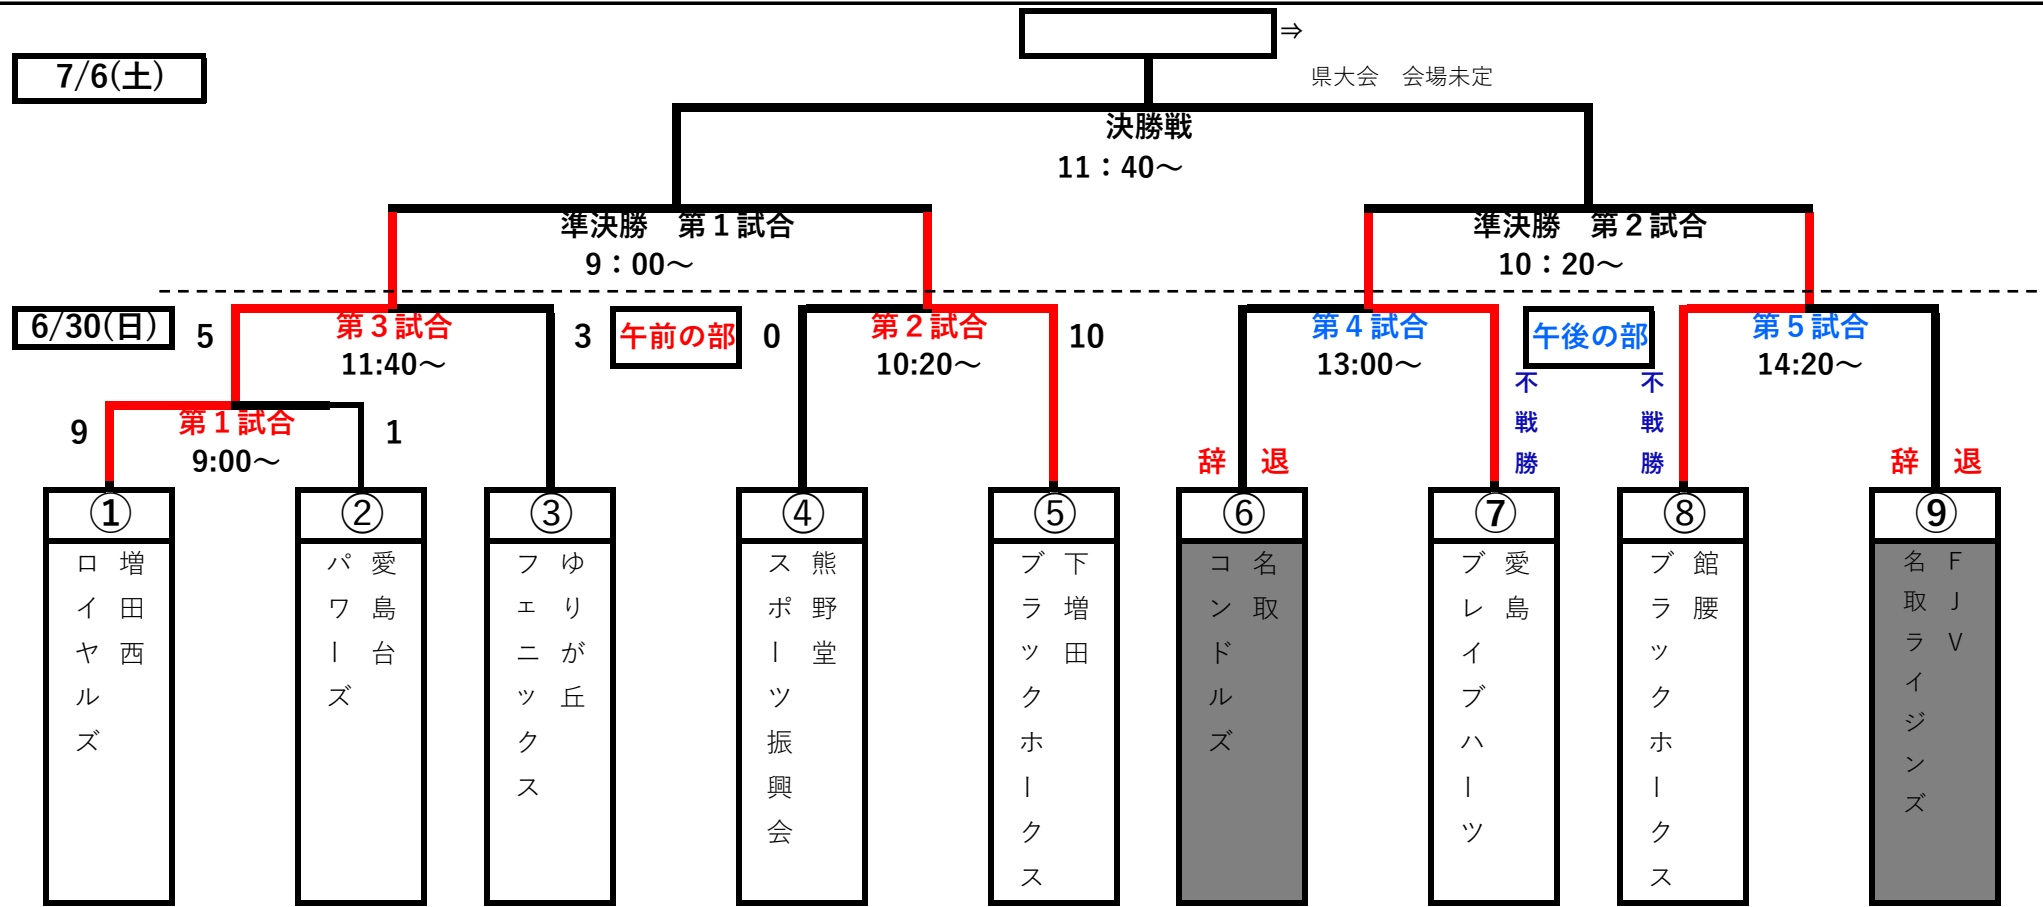 ⇒
7/6(土)
県大会　会場未定
決勝戦
11：40～
準決勝　第１試合
9：00～
準決勝　第２試合
10：20～
6/30(日)
5
第３試合
11:40～
3
午前の部
0
第２試合
10:20～
10
第４試合
13:00～
午後の部
第５試合
14:20～
不戦勝
不戦勝
9
第１試合
9:00～
1
辞退
辞退
①
増田西
ロイヤルズ
②
愛島台
パワーズ
③
ゆりが丘
フェニックス
④
熊野堂
スポーツ振興会
⑤
下増田
ブラックホークス
⑥
名取
コンドルズ
⑦
愛島
ブレイブハーツ
⑧
館腰
ブラックホークス
⑨
ＦＪＶ
名取ライジンズ